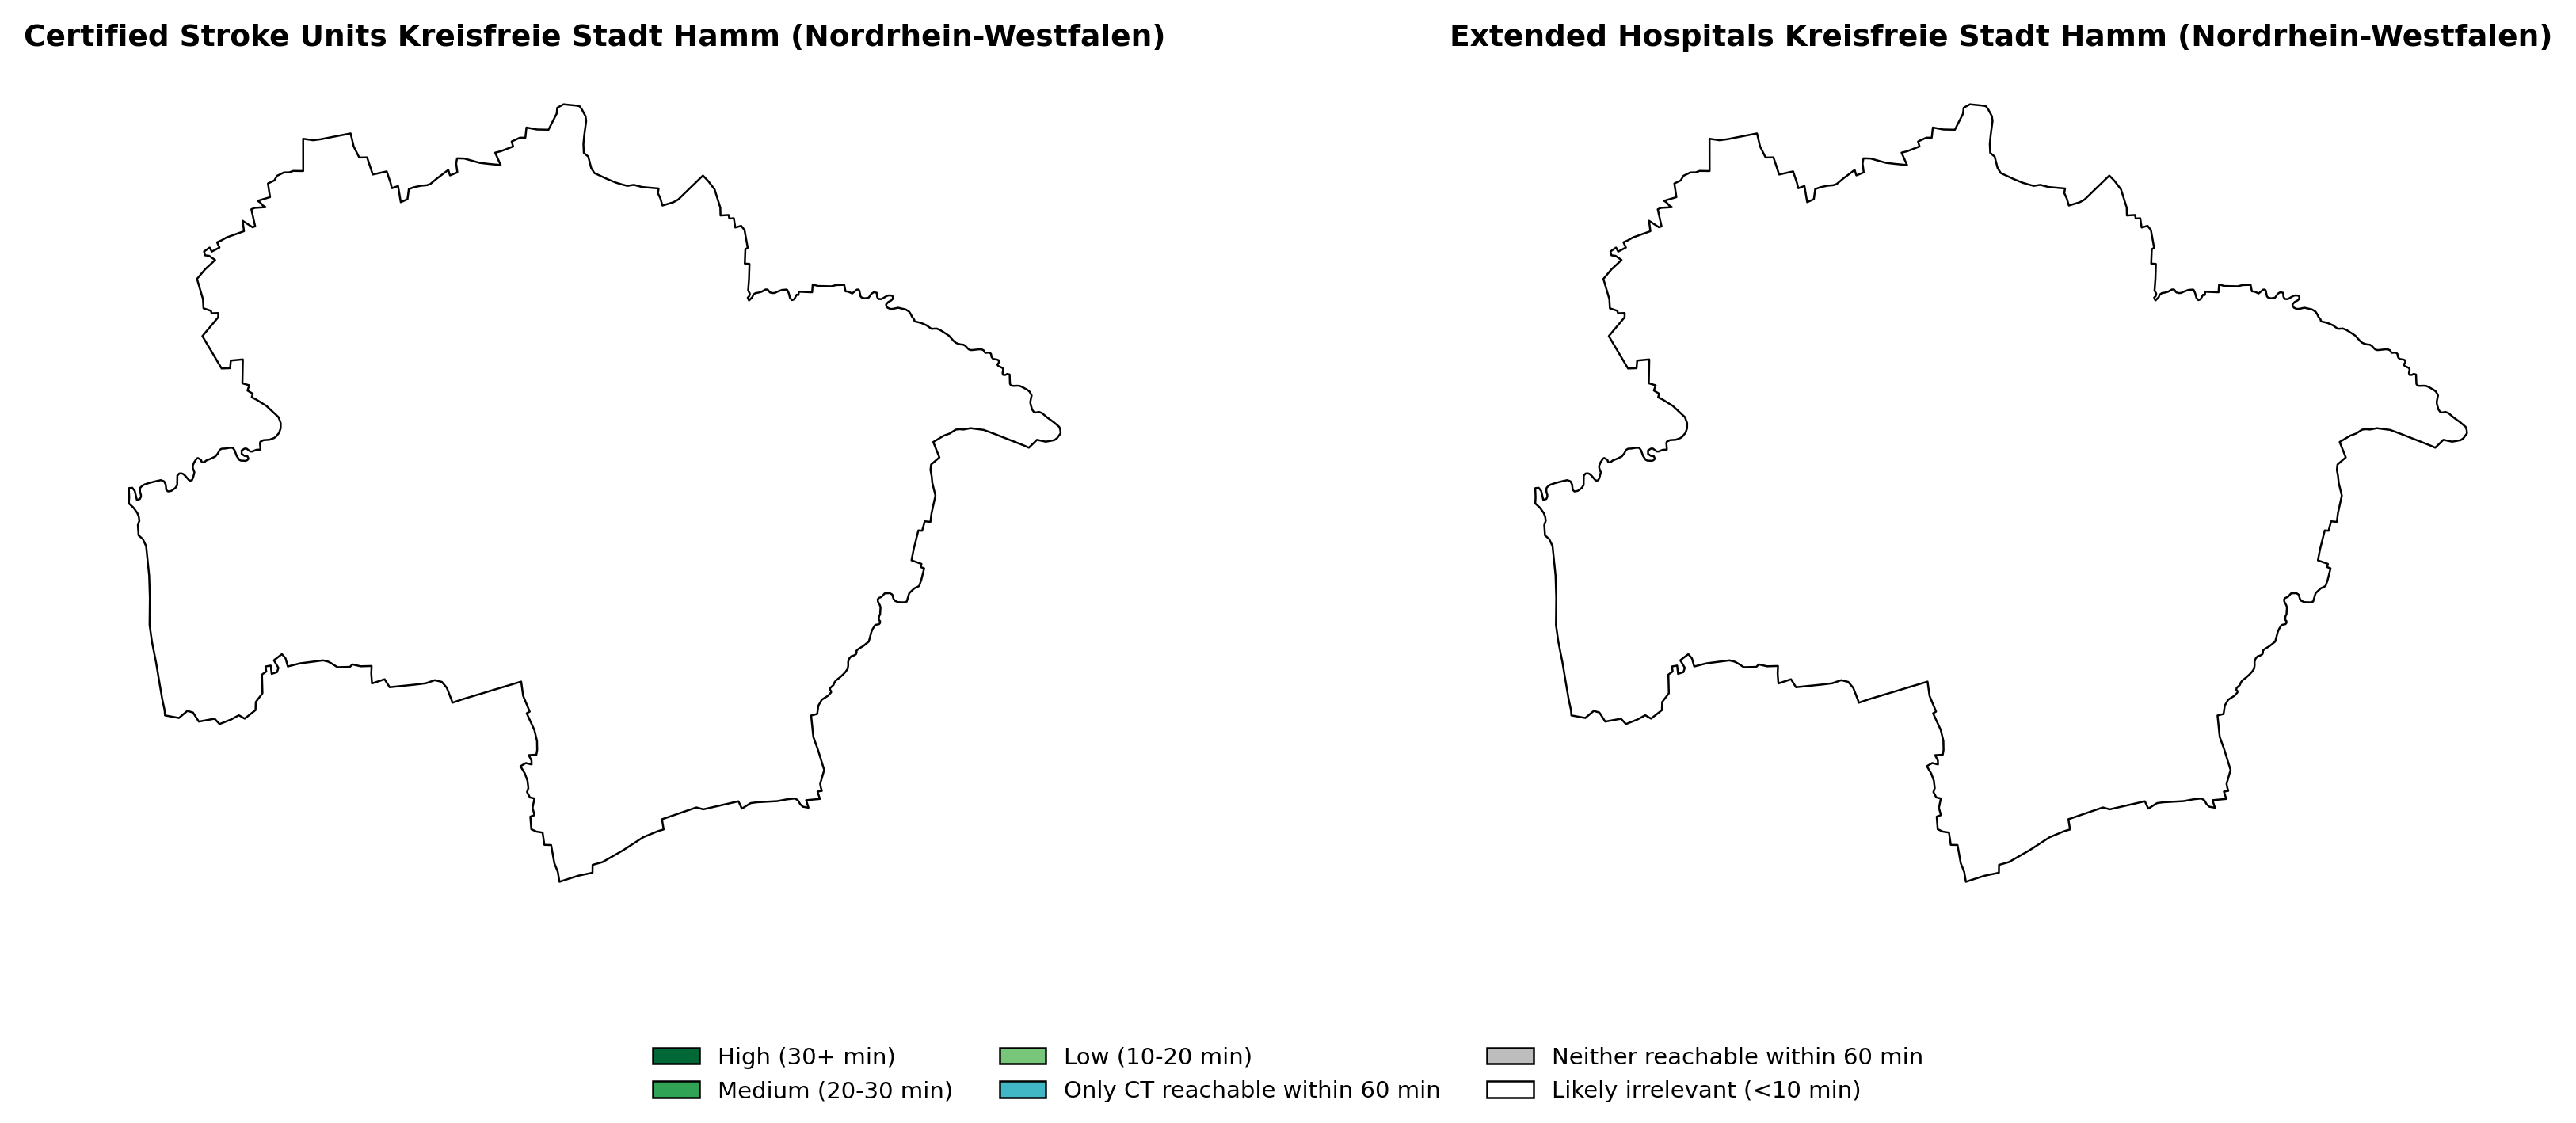 Certified Stroke Units Kreisfreie Stadt Hamm (Nordrhein-Westfalen)
Extended Hospitals Kreisfreie Stadt Hamm (Nordrhein-Westfalen)
High (30+ min)
Medium (20-30 min)
Low (10-20 min)
Only CT reachable within 60 min
Neither reachable within 60 min
Likely irrelevant (<10 min)